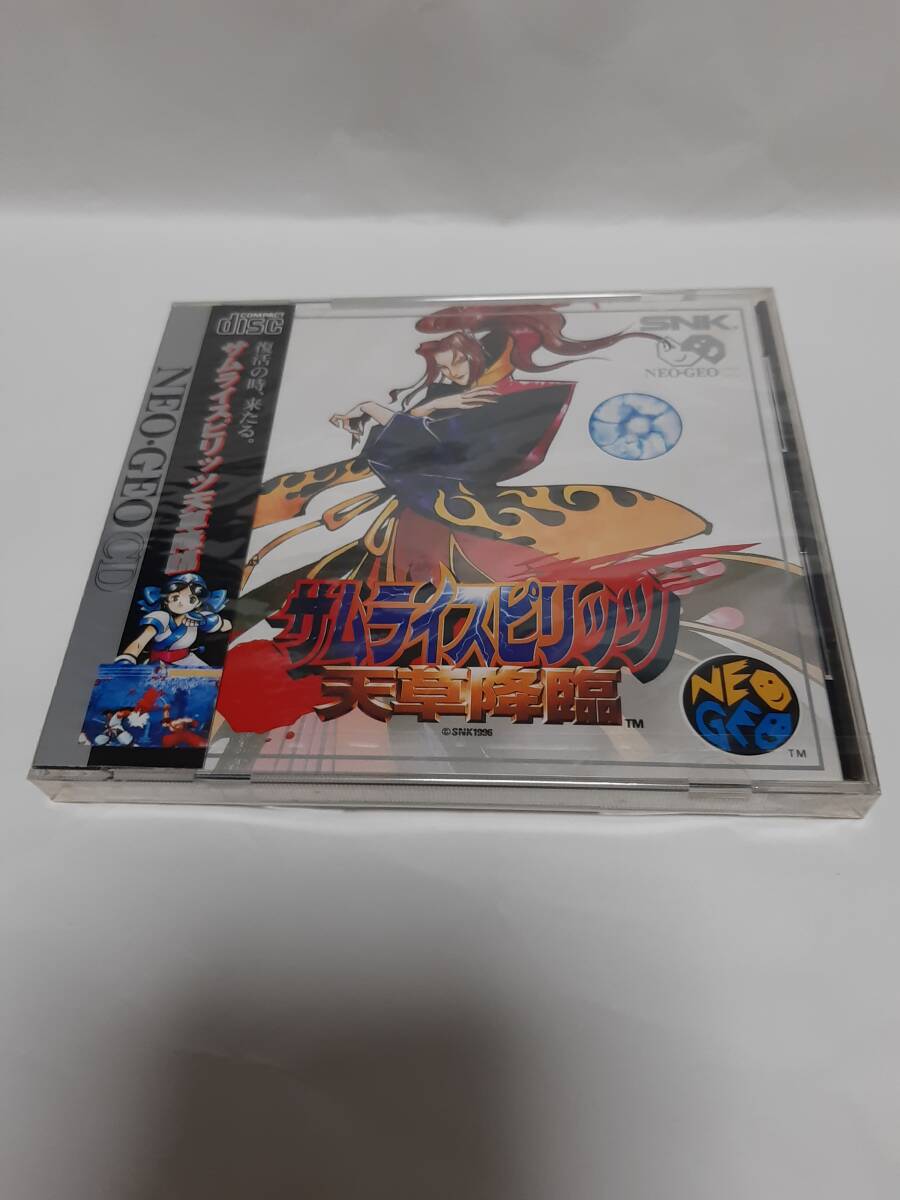 COMPACT
disc
NEO・GEO CD
復活の時、来たる。
サムライスピリッツ天草降臨
SNK
NEO・GEO
サムライスピリッツ
天草降臨
TM
©SNK1996
NEO
GEO
TM